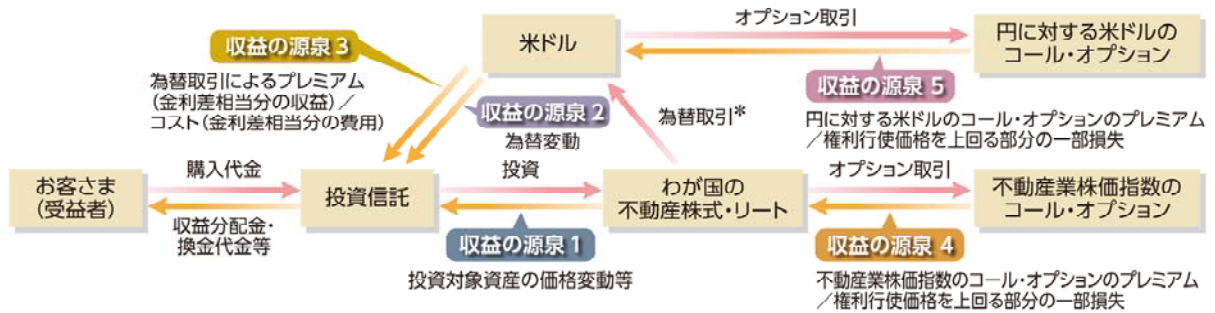 収益の源泉3
為替取引によるプレミアム
(金利差相当分の収益)/
コスト(金利差相当分の費用)
米ドル
オプション取引
円に対する米ドルの
コール・オプション
収益の源泉2
為替変動
為替取引*
収益の源泉5
円に対する米ドルのコール・オプションのプレミアム
/権利行使価格を上回る部分の一部損失
お客さま
(受益者)
購入代金
収益分配金・
換金代金等
投資信託
投資
収益の源泉1
投資対象資産の価格変動等
わが国の
不動産株式・リート
オプション取引
収益の源泉4
不動産業株価指数のコール・オプションのプレミアム
/権利行使価格を上回る部分の一部損失
不動産業株価指数の
コール・オプション